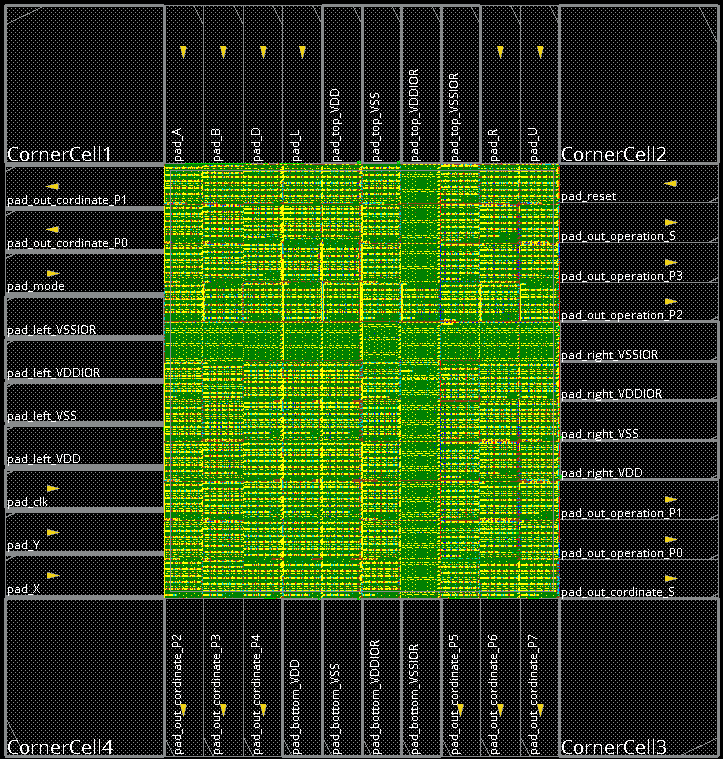 pad_A
pad_B
pad_D
pad_L
pad_top_VDD
pad_top_VSS
pad_top_VDDIOR
pad_top_VSSIOR
pad_R
pad_U
CornerCell1
CornerCell2
pad_out_cordinate_P1
pad_out_cordinate_P0
pad_mode
pad_left_VSSIOR
pad_left_VDDIOR
pad_left_VSS
pad_left_VDD
pad_clk
pad_Y
pad_X
pad_reset
pad_out_operation_S
pad_out_operation_P3
pad_out_operation_P2
pad_right_VSSIOR
pad_right_VDDIOR
pad_right_VSS
pad_right_VDD
pad_out_operation_P1
pad_out_operation_P0
pad_out_cordinate_S
pad_out_cordinate_P2
pad_out_cordinate_P3
pad_out_cordinate_P4
pad_bottom_VDD
pad_bottom_VSS
pad_bottom_VDDIOR
pad_bottom_VSSIOR
pad_out_cordinate_P5
pad_out_cordinate_P6
pad_out_cordinate_P7
CornerCell4
CornerCell3